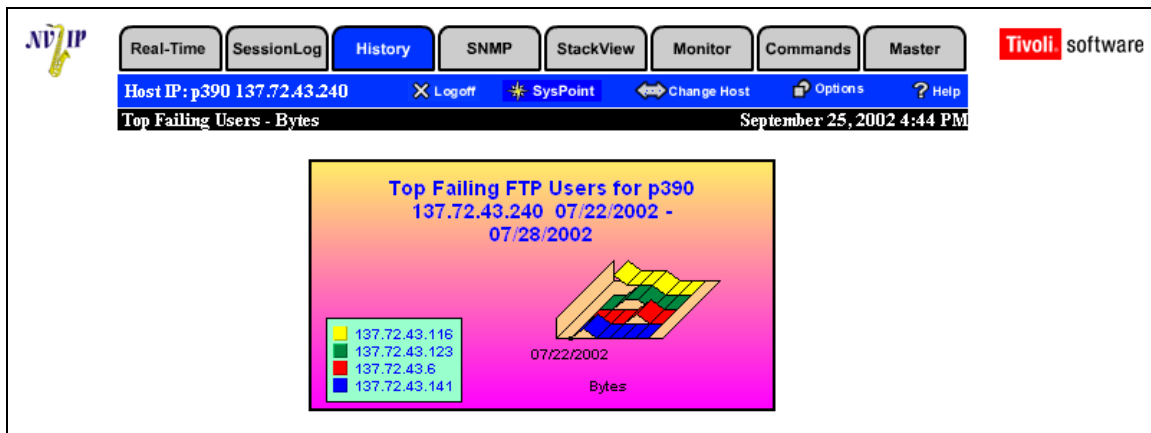 NV IP
Real-Time SessionLog History SNMP StackView Monitor Commands Master
Tivoli. software
Host IP: p390 137.72.43.240 Logoff SysPoint Change Host Options ? Help
Top Failing Users - Bytes September 25, 2002 4:44 PM
Top Failing FTP Users for p390
137.72.43.240 07/22/2002 -
07/28/2002
137.72.43.116
137.72.43.123
137.72.43.6
137.72.43.141
07/22/2002
Bytes